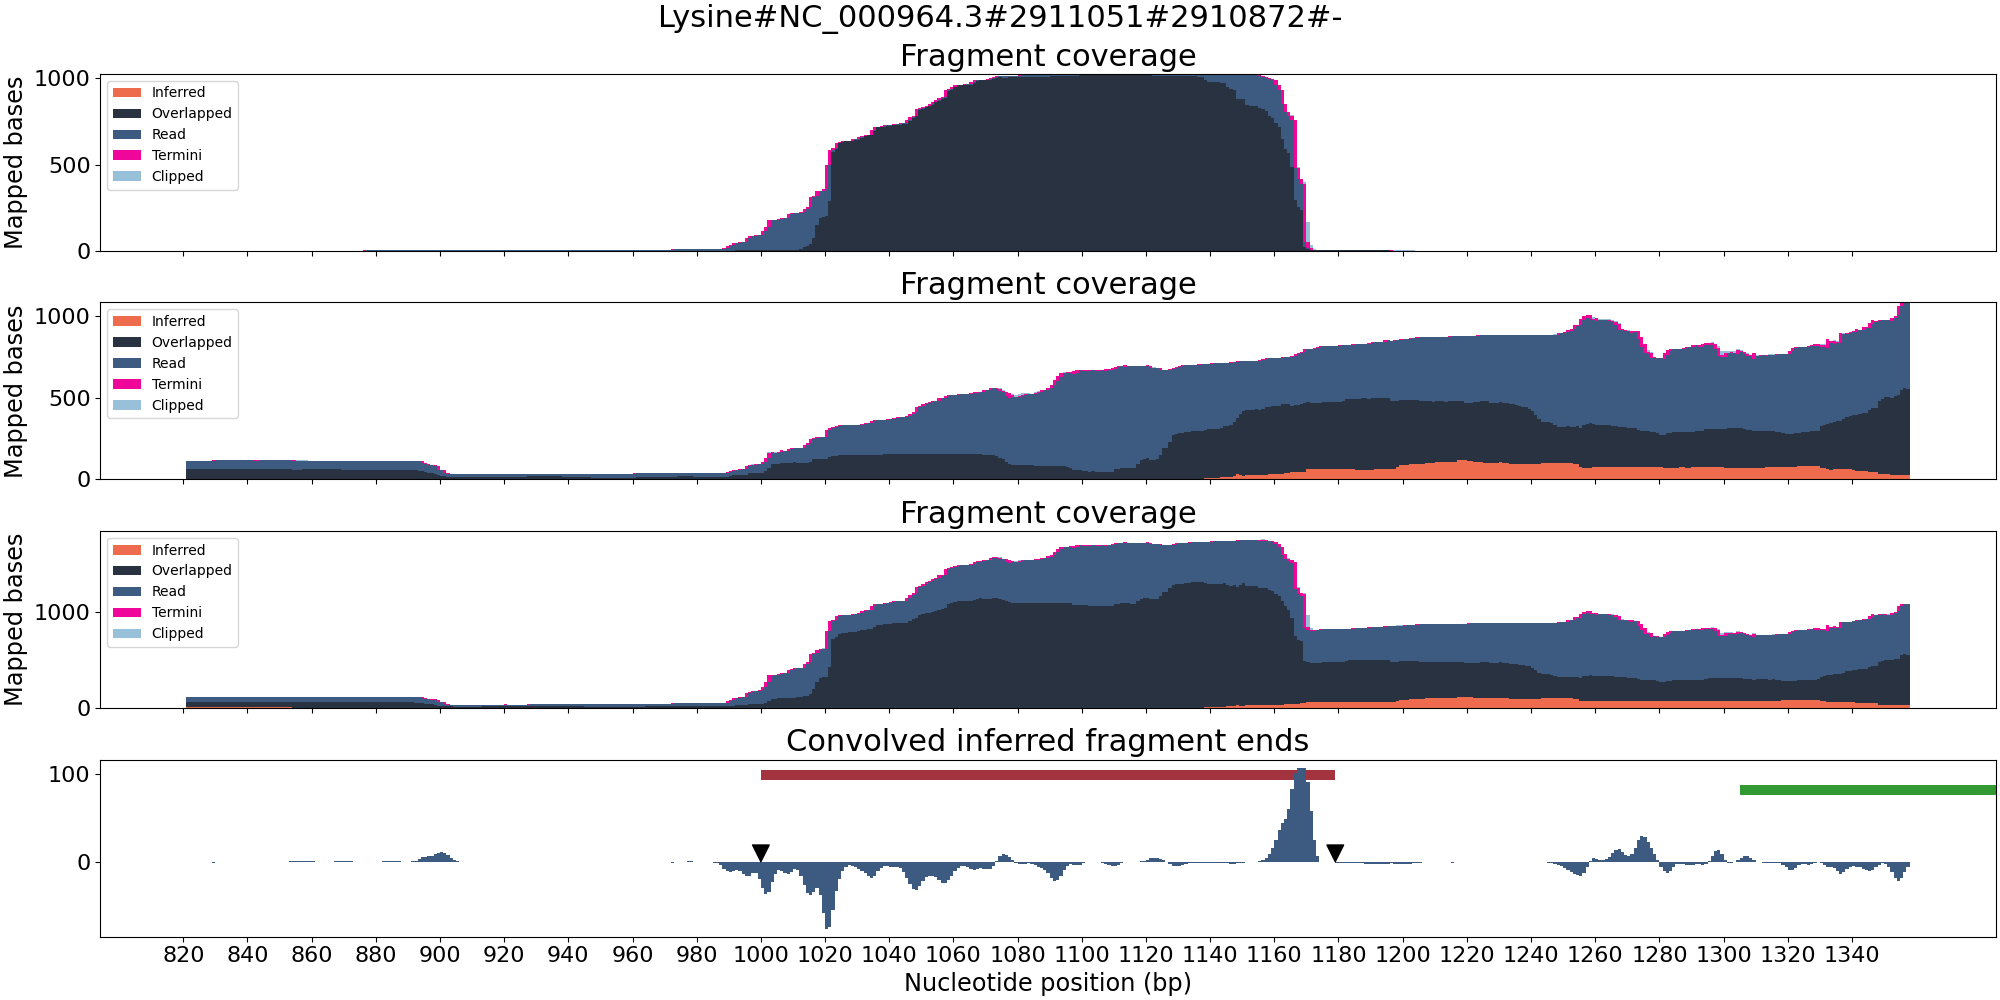 Lysine#NC_000964.3#2911051#2910872#-
Fragment coverage
Mapped bases
1000
500
0
Inferred
Overlapped
Read
Termini
Clipped
Fragment coverage
Mapped bases
1000
500
0
Inferred
Overlapped
Read
Termini
Clipped
Fragment coverage
Mapped bases
1000
0
Inferred
Overlapped
Read
Termini
Clipped
Convolved inferred fragment ends
100
0
820 840 860 880 900 920 940 960 980 1000 1020 1040 1060 1080 1100 1120 1140 1160 1180 1200 1220 1240 1260 1280 1300 1320 1340
Nucleotide position (bp)